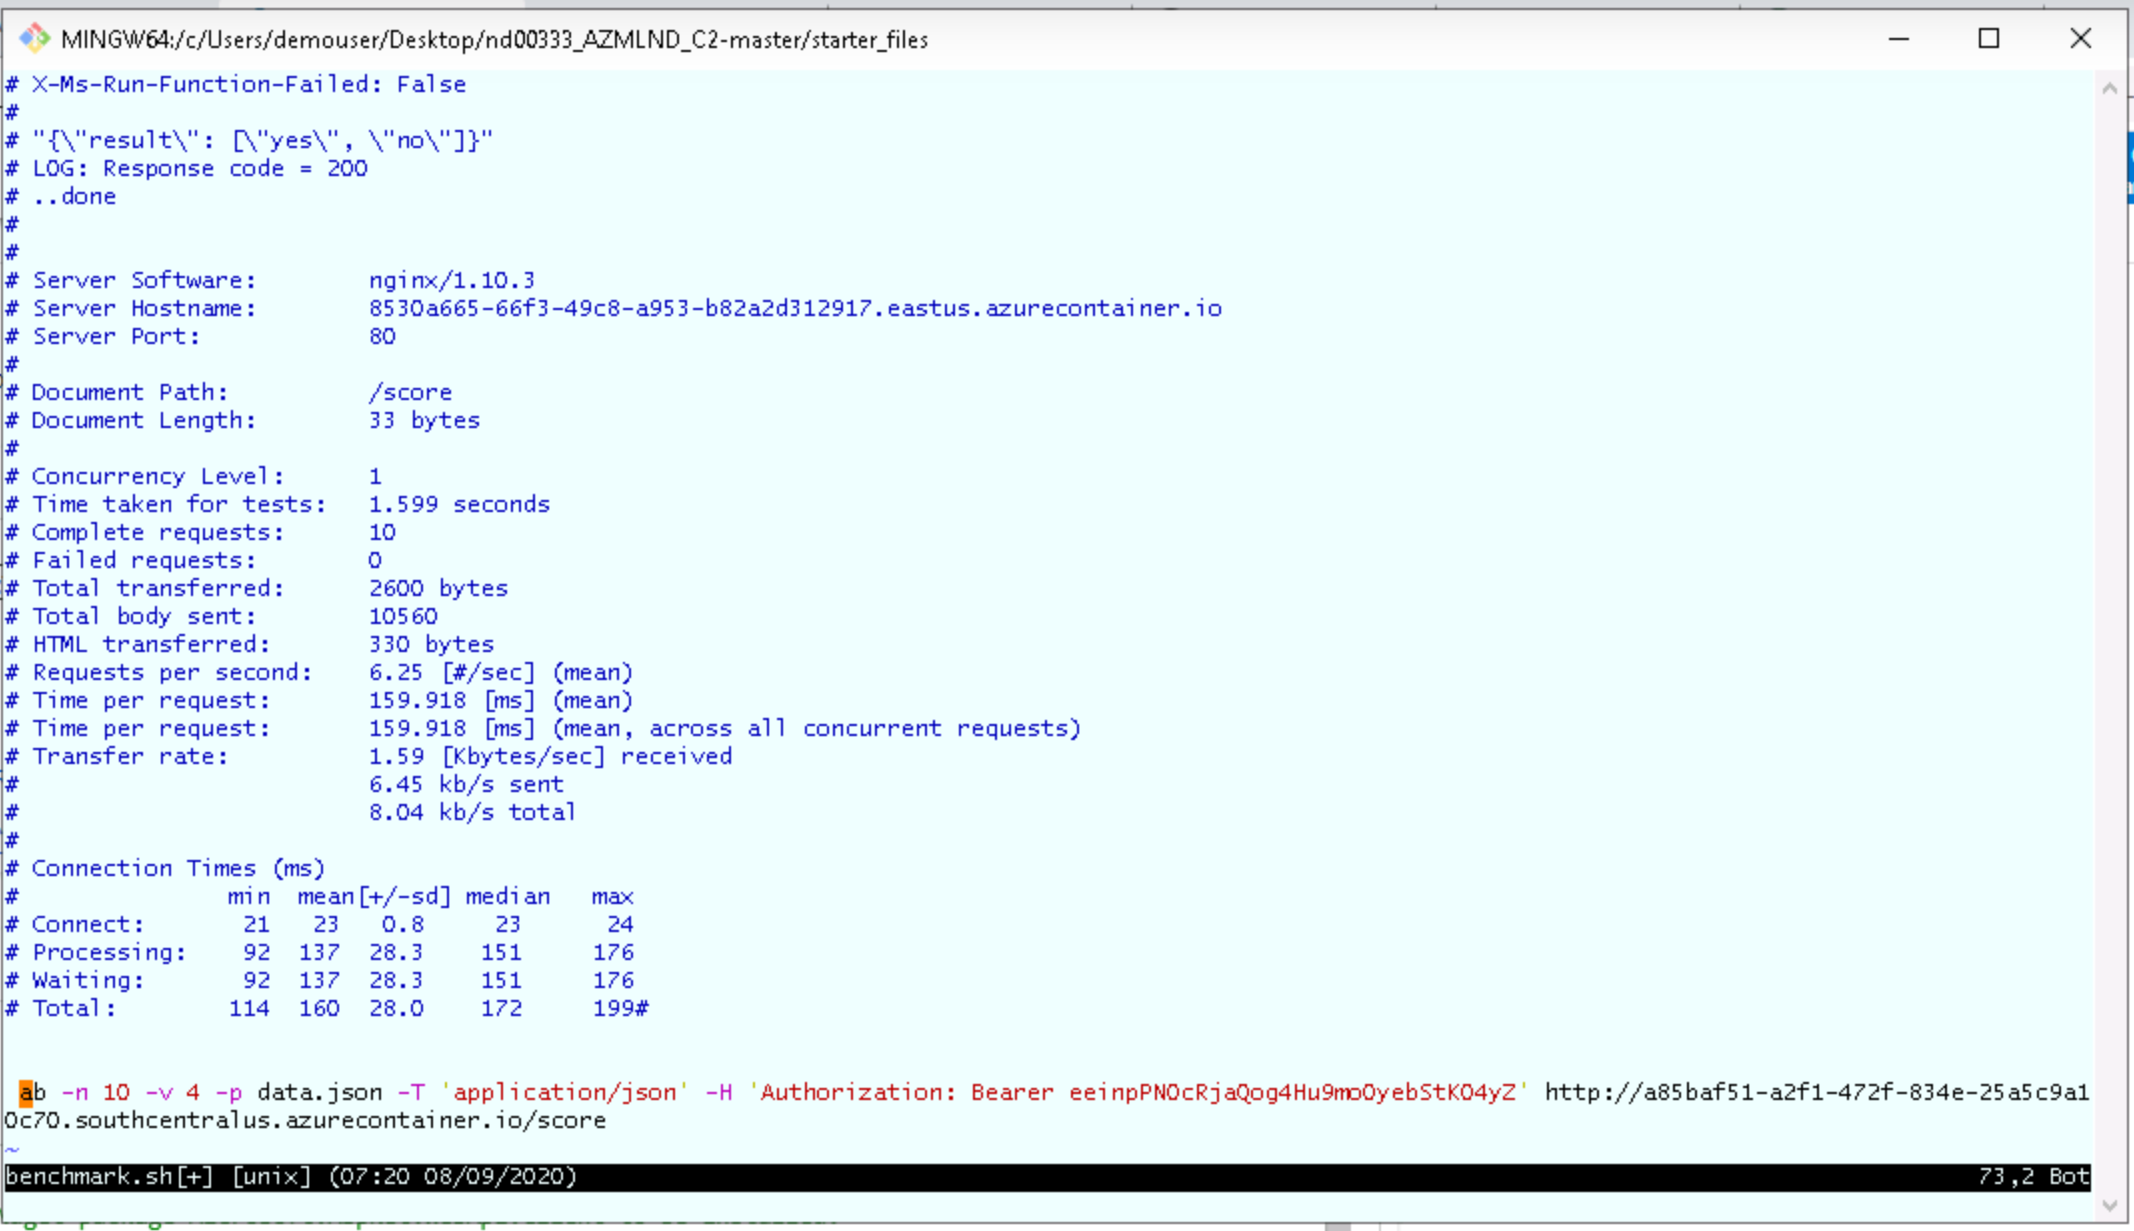 MINGW64:/c/Users/demouser/Desktop/nd00333_AZMLND_C2-master/starter_files
# X-Ms-Run-Function-Failed: False
#
# "{\"result\": [\"yes\", \"no\"]}"
# LOG: Response code = 200
# ..done
#
#
# Server Software:        nginx/1.10.3
# Server Hostname:        8530a665-66f3-49c8-a953-b82a2d312917.eastus.azurecontainer.io
# Server Port:            80
#
# Document Path:          /score
# Document Length:        33 bytes
#
# Concurrency Level:      1
# Time taken for tests:   1.599 seconds
# Complete requests:      10
# Failed requests:        0
# Total transferred:      2600 bytes
# Total body sent:        10560
# HTML transferred:       330 bytes
# Requests per second:    6.25 [#/sec] (mean)
# Time per request:       159.918 [ms] (mean)
# Time per request:       159.918 [ms] (mean, across all concurrent requests)
# Transfer rate:          1.59 [Kbytes/sec] received
#                         6.45 kb/s sent
#                         8.04 kb/s total
#
# Connection Times (ms)
#               min  mean[+/-sd] median   max
# Connect:       21   23   0.8     23      24
# Processing:    92  137  28.3    151     176
# Waiting:       92  137  28.3    151     176
# Total:        114  160  28.0    172     199#
ab -n 10 -v 4 -p data.json -T 'application/json' -H 'Authorization: Bearer eeinpPNOcRjaQog4Hu9moOyebStKO4yZ' http://a85baf51-a2f1-472f-834e-25a5c9a1
0c70.southcentralus.azurecontainer.io/score
~
benchmark.sh[+] [unix] (07:20 08/09/2020) 73,2 Bot